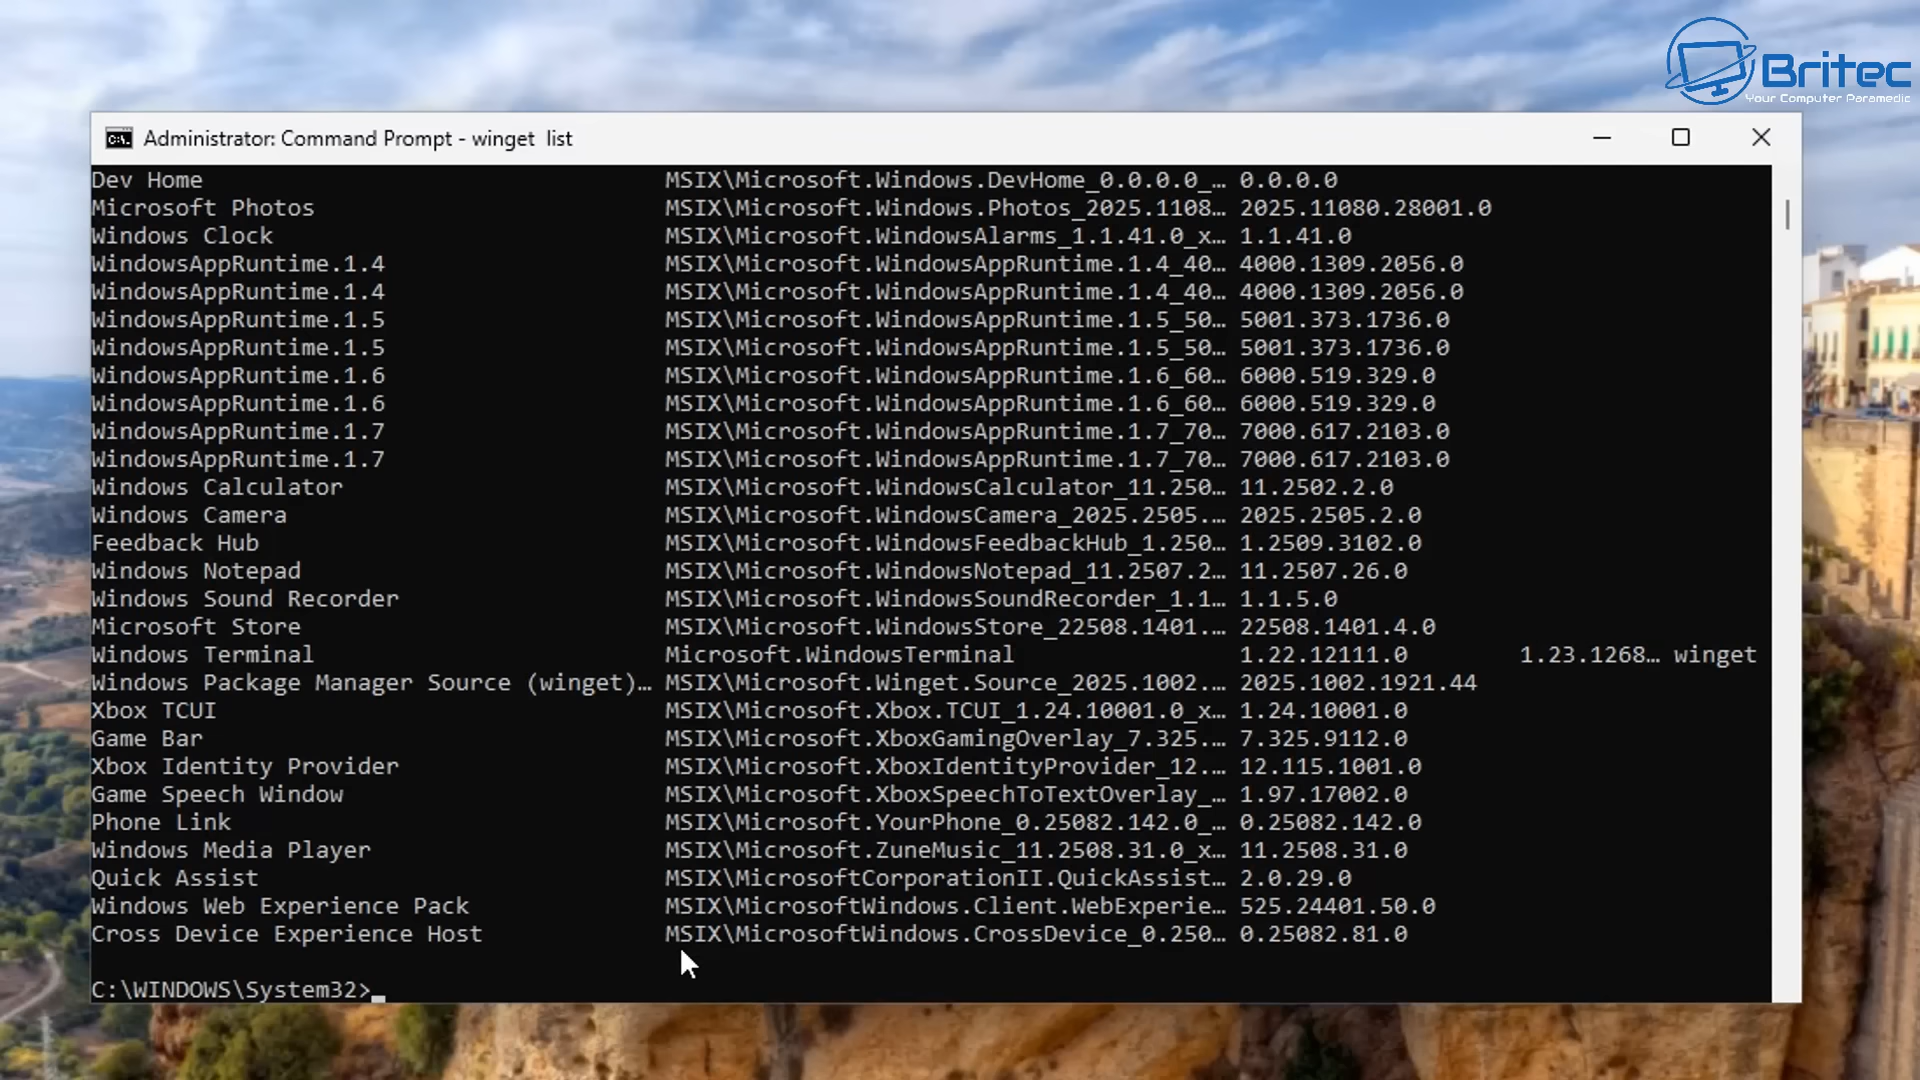 Britec
Your Computer Paramedic
Administrator: Command Prompt - winget  list
Dev Home MSIX\Microsoft.Windows.DevHome_0.0.0.0_… 0.0.0.0
Microsoft Photos MSIX\Microsoft.Windows.Photos_2025.1108… 2025.11080.28001.0
Windows Clock MSIX\Microsoft.WindowsAlarms_1.1.41.0_x… 1.1.41.0
WindowsAppRuntime.1.4 MSIX\Microsoft.WindowsAppRuntime.1.4_40… 4000.1309.2056.0
WindowsAppRuntime.1.4 MSIX\Microsoft.WindowsAppRuntime.1.4_40… 4000.1309.2056.0
WindowsAppRuntime.1.5 MSIX\Microsoft.WindowsAppRuntime.1.5_50… 5001.373.1736.0
WindowsAppRuntime.1.5 MSIX\Microsoft.WindowsAppRuntime.1.5_50… 5001.373.1736.0
WindowsAppRuntime.1.6 MSIX\Microsoft.WindowsAppRuntime.1.6_60… 6000.519.329.0
WindowsAppRuntime.1.6 MSIX\Microsoft.WindowsAppRuntime.1.6_60… 6000.519.329.0
WindowsAppRuntime.1.7 MSIX\Microsoft.WindowsAppRuntime.1.7_70… 7000.617.2103.0
WindowsAppRuntime.1.7 MSIX\Microsoft.WindowsAppRuntime.1.7_70… 7000.617.2103.0
Windows Calculator MSIX\Microsoft.WindowsCalculator_11.250… 11.2502.2.0
Windows Camera MSIX\Microsoft.WindowsCamera_2025.2505.… 2025.2505.2.0
Feedback Hub MSIX\Microsoft.WindowsFeedbackHub_1.250… 1.2509.3102.0
Windows Notepad MSIX\Microsoft.WindowsNotepad_11.2507.2… 11.2507.26.0
Windows Sound Recorder MSIX\Microsoft.WindowsSoundRecorder_1.1… 1.1.5.0
Microsoft Store MSIX\Microsoft.WindowsStore_22508.1401.… 22508.1401.4.0
Windows Terminal Microsoft.WindowsTerminal 1.22.12111.0 1.23.1268… winget
Windows Package Manager Source (winget)… MSIX\Microsoft.Winget.Source_2025.1002.… 2025.1002.1921.44
Xbox TCUI MSIX\Microsoft.Xbox.TCUI_1.24.10001.0_x… 1.24.10001.0
Game Bar MSIX\Microsoft.XboxGamingOverlay_7.325.… 7.325.9112.0
Xbox Identity Provider MSIX\Microsoft.XboxIdentityProvider_12.… 12.115.1001.0
Game Speech Window MSIX\Microsoft.XboxSpeechToTextOverlay_… 1.97.17002.0
Phone Link MSIX\Microsoft.YourPhone_0.25082.142.0_… 0.25082.142.0
Windows Media Player MSIX\Microsoft.ZuneMusic_11.2508.31.0_x… 11.2508.31.0
Quick Assist MSIX\MicrosoftCorporationII.QuickAssist… 2.0.29.0
Windows Web Experience Pack MSIX\MicrosoftWindows.Client.WebExperie… 525.24401.50.0
Cross Device Experience Host MSIX\MicrosoftWindows.CrossDevice_0.250… 0.25082.81.0
C:\WINDOWS\System32>